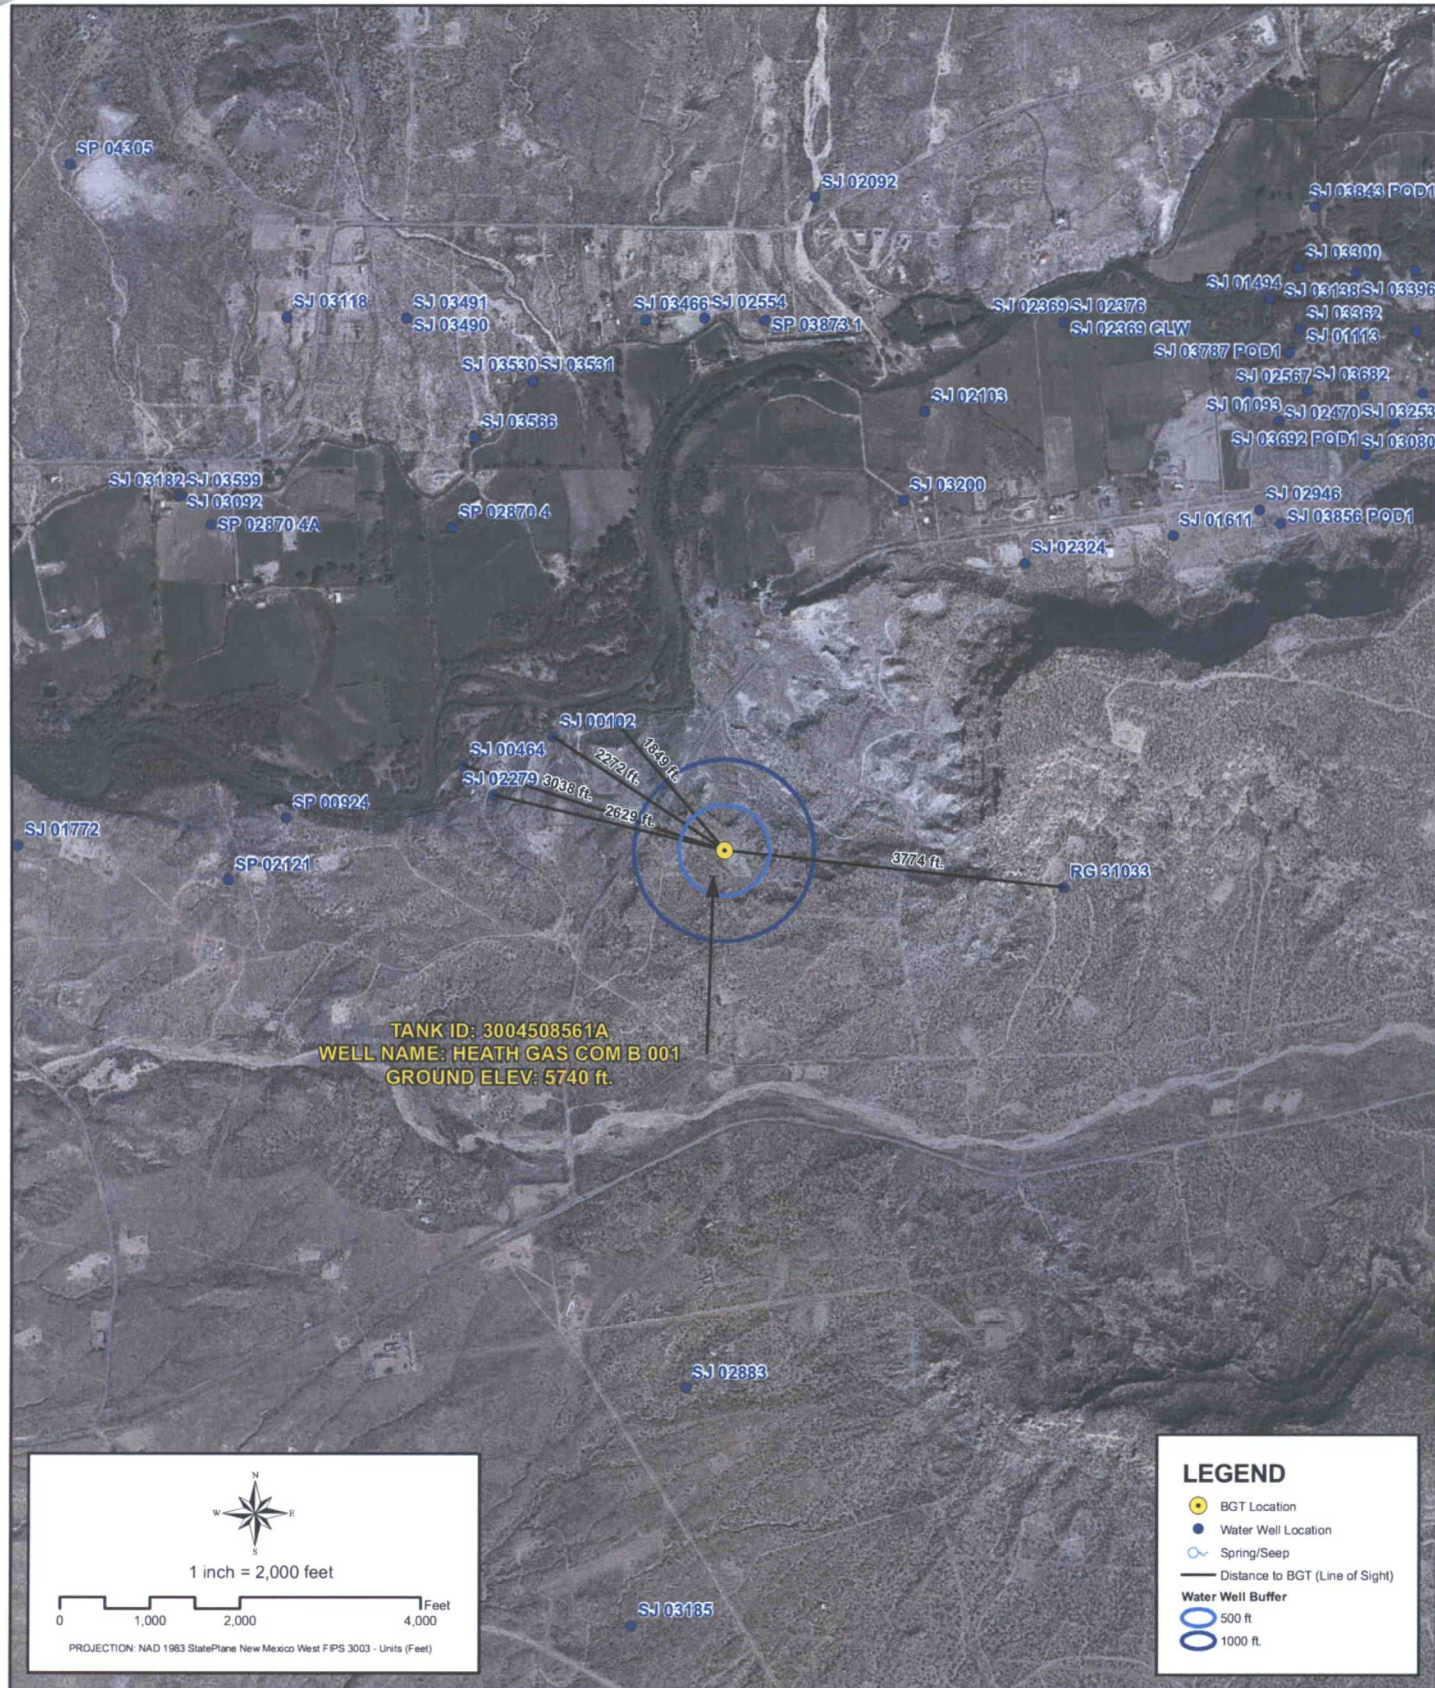 SP 04305
SJ 02092
SJ 03843 POD1
SJ 03300
SJ 01494
SJ 03138 SJ 03396
SJ 03118
SJ 03491
SJ 03490
SJ 03466 SJ 02554
SP 03873 1
SJ 02369 SJ 02376
SJ 02369 CLW
SJ 03362
SJ 01113
SJ 03787 POD1
SJ 03530 SJ 03531
SJ 02567 SJ 03682
SJ 02103
SJ 01093
SJ 02470 SJ 03253
SJ 03566
SJ 03692 POD1 SJ 03080
SJ 03182 SJ 03599
SJ 03092
SP 02870 4A
SP 02870 4
SJ 03200
SJ 02946
SJ 03856 POD1
SJ 01611
SJ 02324
SJ 00102
1849 ft.
2272 ft.
SJ 00464
SJ 02279
3038 ft.
2629 ft.
SP 00924
SJ 01772
SP 02121
3774 ft.
RG 31033
TANK ID: 3004508561A
WELL NAME: HEATH GAS COM B 001
GROUND ELEV: 5740 ft.
SJ 02883
SJ 03185
N
W E
S
1 inch = 2,000 feet
Feet
0 1,000 2,000 4,000
PROJECTION: NAD 1983 StatePlane New Mexico West FIPS 3003 - Units (Feet)
LEGEND
BGT Location
Water Well Location
Spring/Seep
Distance to BGT (Line of Sight)
Water Well Buffer
500 ft
1000 ft.